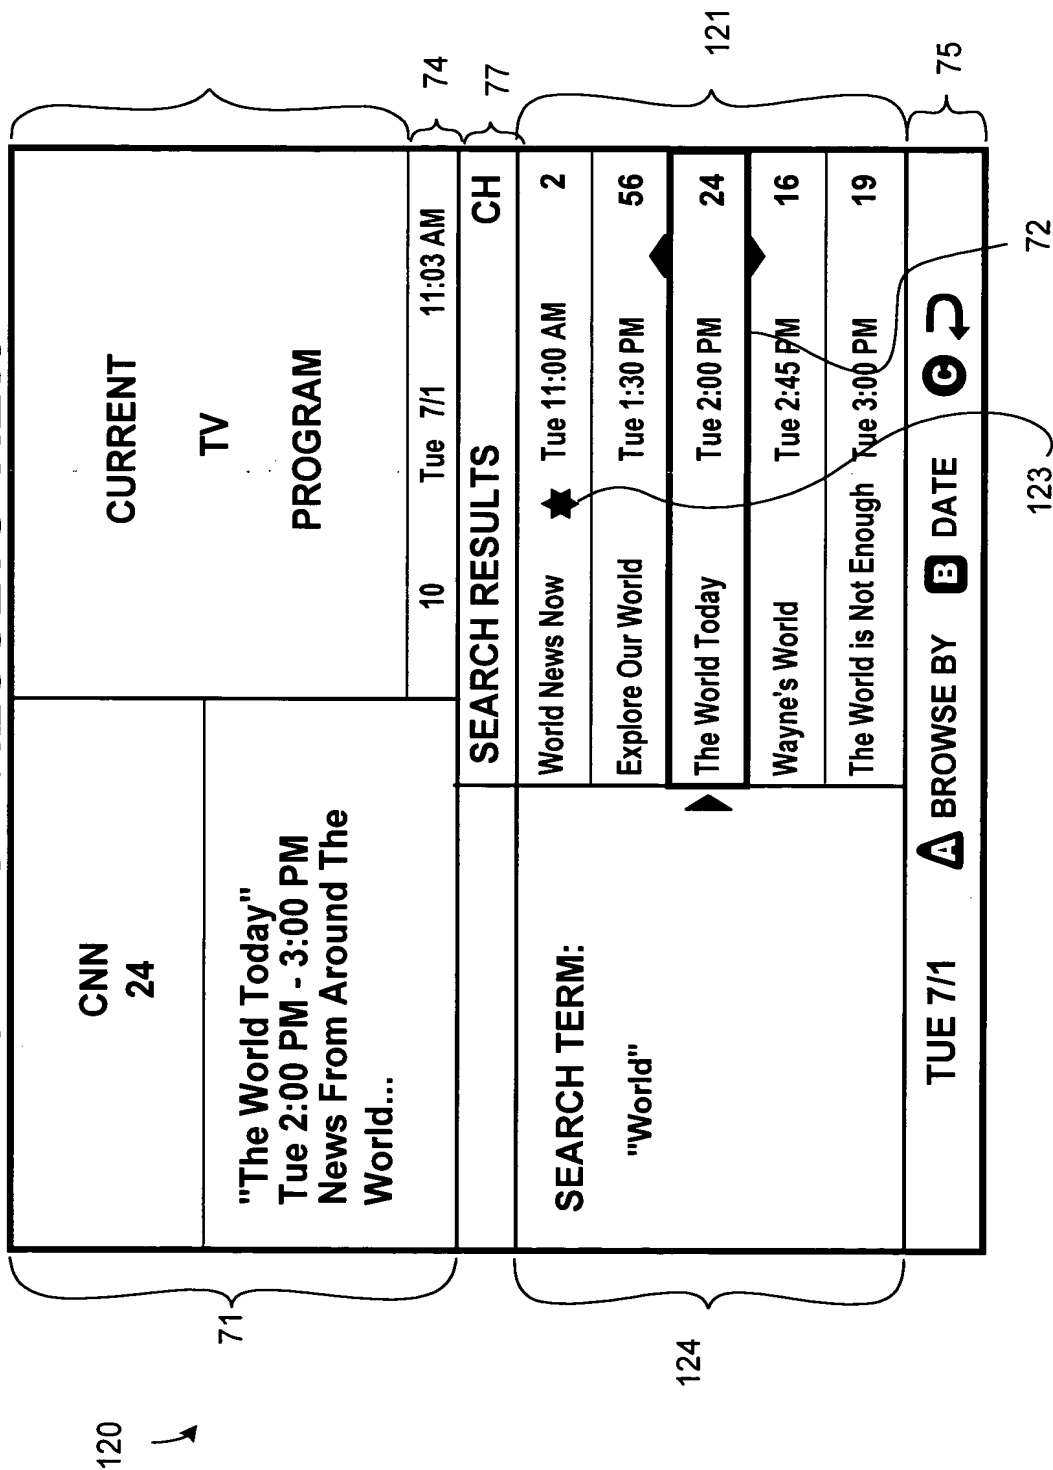 120
71
CNN
24
"The World Today"
Tue 2:00 PM - 3:00 PM
News From Around The
World...
CURRENT
TV
PROGRAM
10 Tue 7/1 11:03 AM
74
SEARCH RESULTS CH
77
124
SEARCH TERM:
"World"
World News Now Tue 11:00 AM 2
Explore Our World Tue 1:30 PM 56
The World Today Tue 2:00 PM 24
Wayne's World Tue 2:45 PM 16
The World is Not Enough Tue 3:00 PM 19
121
TUE 7/1 A BROWSE BY B DATE C
75
123
72